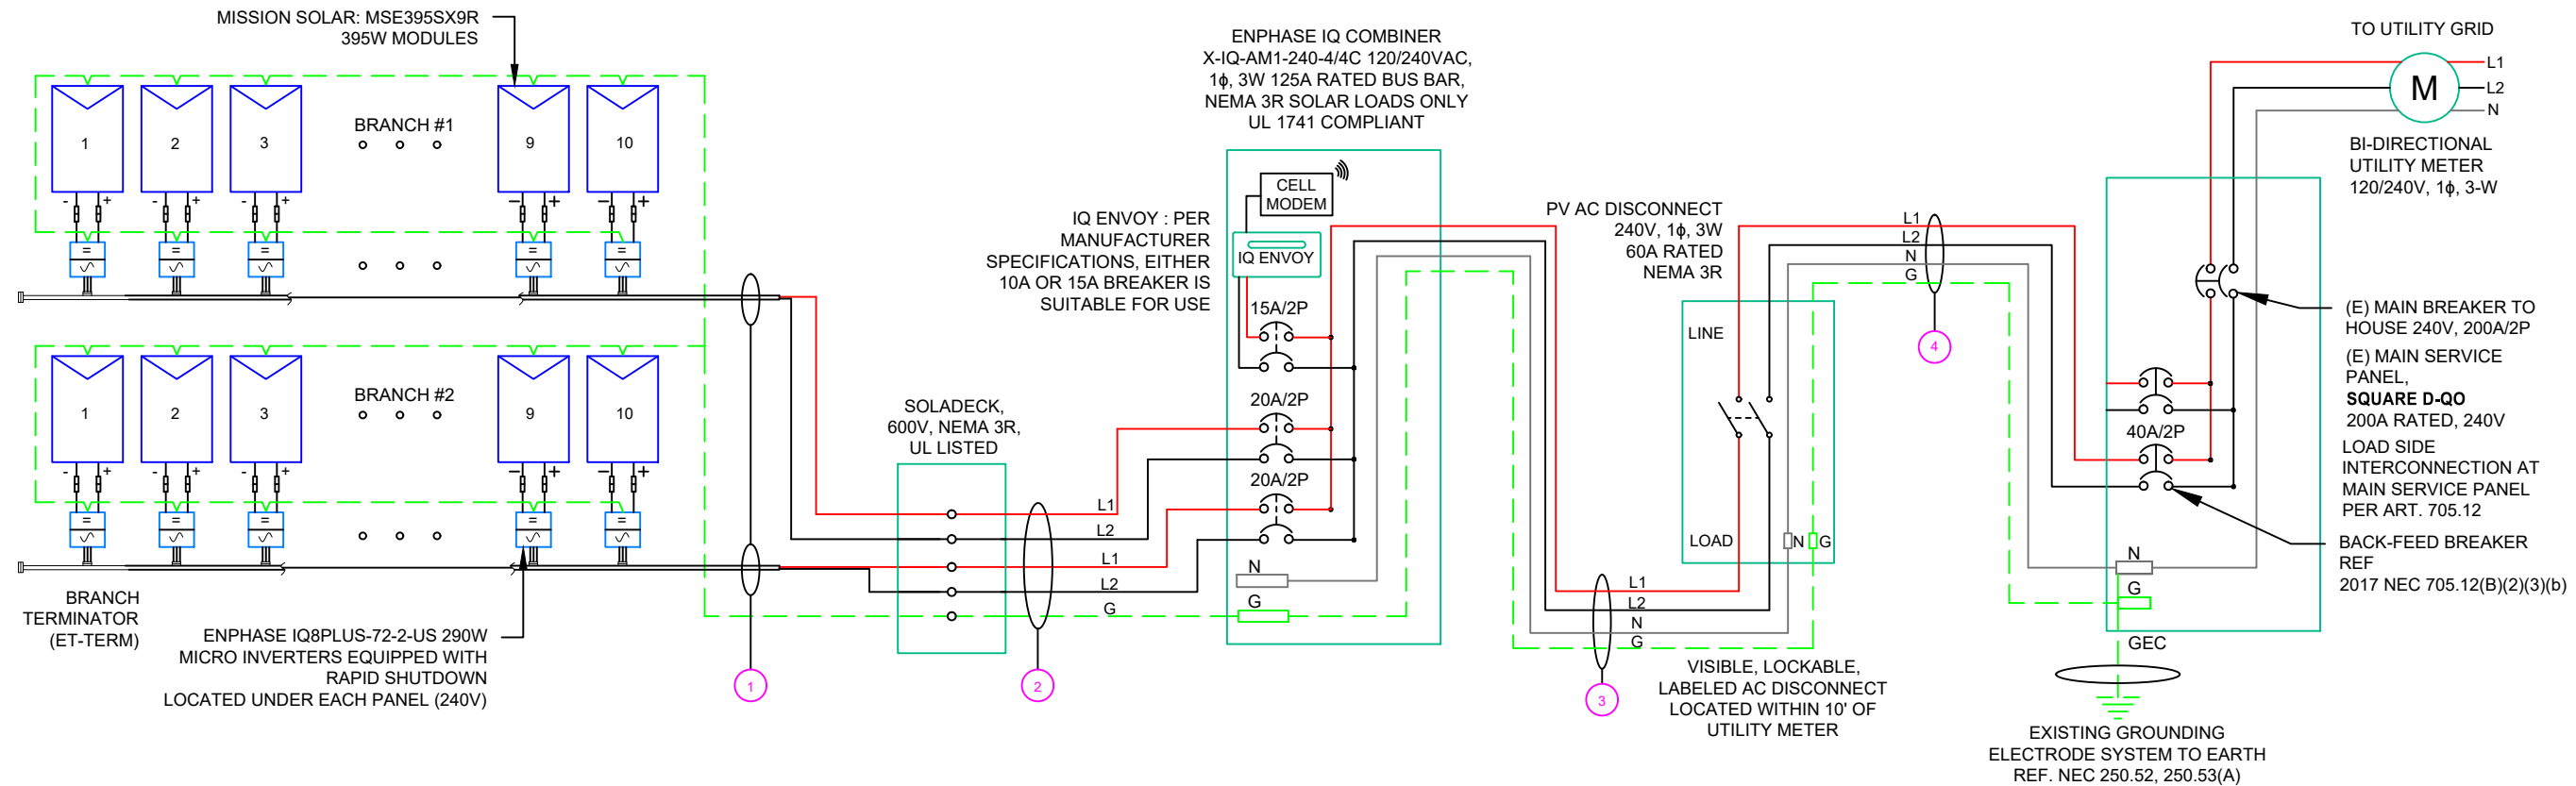 MISSION SOLAR: MSE395SX9R
395W MODULES
1
2
3
BRANCH #1
9
10
- +
- +
- +
- +
- +
=
=
=
=
=
1
2
3
BRANCH #2
9
10
- +
- +
- +
- +
- +
=
=
=
=
=
BRANCH
TERMINATOR
(ET-TERM)
ENPHASE IQ8PLUS-72-2-US 290W
MICRO INVERTERS EQUIPPED WITH
RAPID SHUTDOWN
LOCATED UNDER EACH PANEL (240V)
1
SOLADECK,
600V, NEMA 3R,
UL LISTED
L1
L2
L1
L2
G
2
ENPHASE IQ COMBINER
X-IQ-AM1-240-4/4C 120/240VAC,
1ϕ, 3W 125A RATED BUS BAR,
NEMA 3R SOLAR LOADS ONLY
UL 1741 COMPLIANT
CELL
MODEM
IQ ENVOY
IQ ENVOY : PER
MANUFACTURER
SPECIFICATIONS, EITHER
10A OR 15A BREAKER IS
SUITABLE FOR USE
15A/2P
20A/2P
20A/2P
N
G
PV AC DISCONNECT
240V, 1ϕ, 3W
60A RATED
NEMA 3R
LINE
LOAD
N
G
L1
L2
N
G
3
VISIBLE, LOCKABLE,
LABELED AC DISCONNECT
LOCATED WITHIN 10' OF
UTILITY METER
L1
L2
N
G
4
TO UTILITY GRID
M
L1
L2
N
BI-DIRECTIONAL
UTILITY METER
120/240V, 1ϕ, 3-W
(E) MAIN BREAKER TO
HOUSE 240V, 200A/2P
(E) MAIN SERVICE
PANEL,
SQUARE D-QO
200A RATED, 240V
LOAD SIDE
INTERCONNECTION AT
MAIN SERVICE PANEL
PER ART. 705.12
40A/2P
BACK-FEED BREAKER
REF
2017 NEC 705.12(B)(2)(3)(b)
N
G
GEC
EXISTING GROUNDING
ELECTRODE SYSTEM TO EARTH
REF. NEC 250.52, 250.53(A)